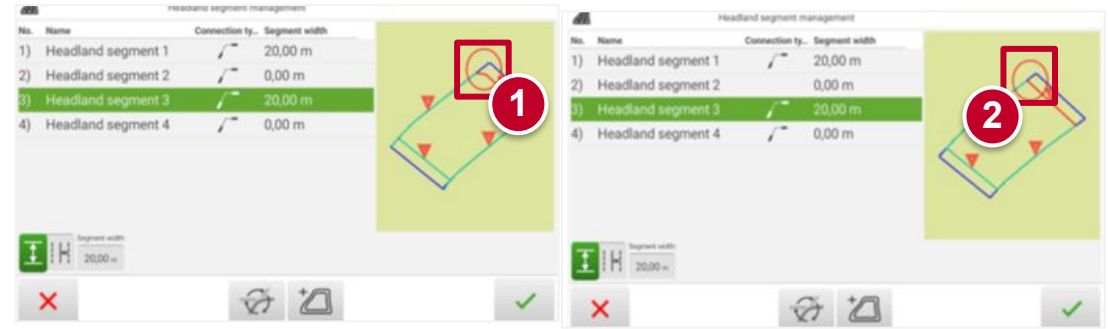 Headland segment management
No. Name Connection ty... Segment width
1) Headland segment 1 20,00 m
2) Headland segment 2 0,00 m
3) Headland segment 3 20,00 m
4) Headland segment 4 0,00 m
Segment width
20,00 m
1
Headland segment management
No. Name Connection ty... Segment width
1) Headland segment 1 20,00 m
2) Headland segment 2 0,00 m
3) Headland segment 3 20,00 m
4) Headland segment 4 0,00 m
Segment width
20,00 m
2